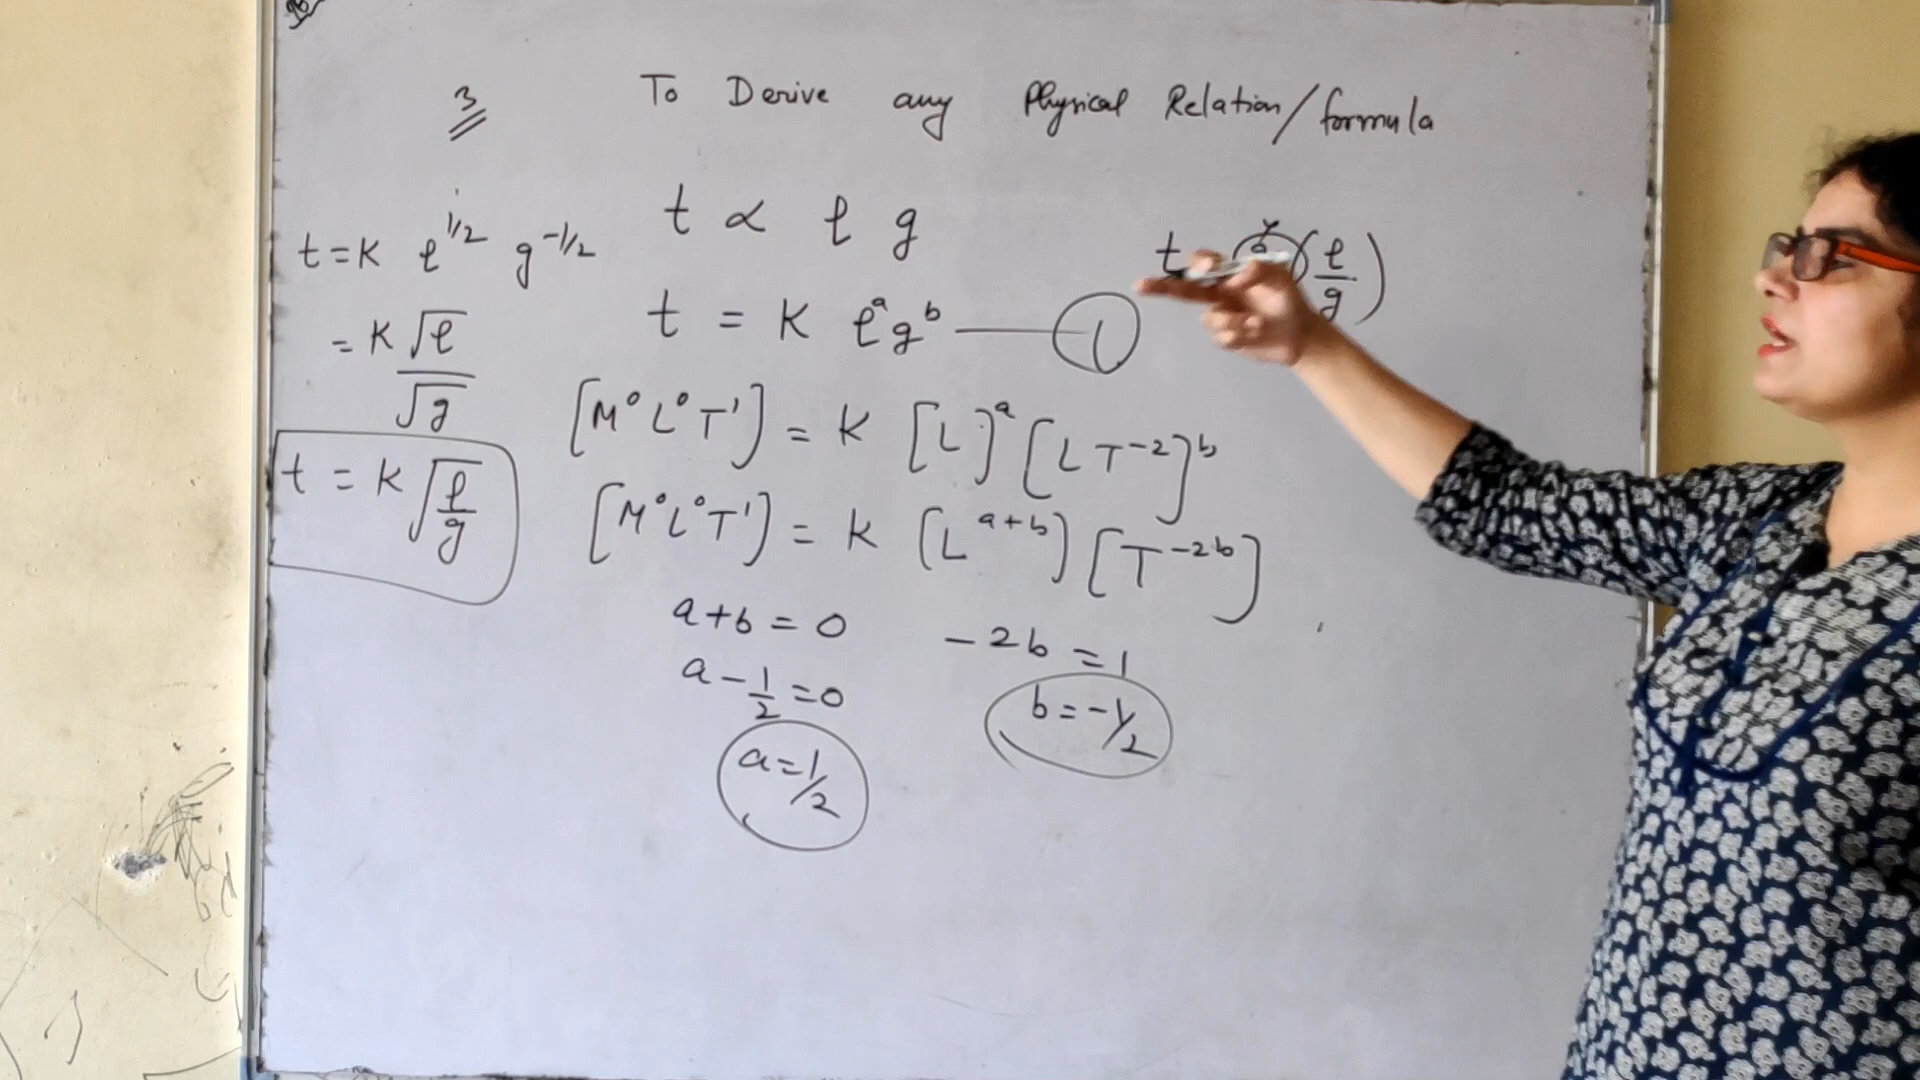 3 To Derive any Physical Relation/formula
t ∝ ℓ g
t = K ℓ^a g^b —— 1
[M°L°T¹] = K [L]^a [LT⁻²]^b
[M°L°T¹] = K [L^(a+b)] [T^(-2b)]
a+b = 0
a - 1/2 = 0
a = 1/2
-2b = 1
b = -1/2
t = K ℓ^(1/2) g^(-1/2)
= K √ℓ/√g
t = K √(ℓ/g)
t (ℓ/g)